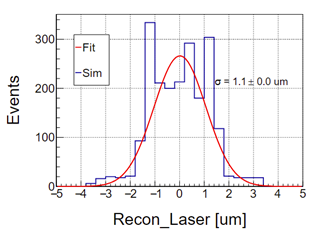 Events
300
200
100
0
Fit
Sim
σ = 1.1 ± 0.0 um
−5 −4 −3 −2 −1 0 1 2 3 4 5
Recon_Laser [um]